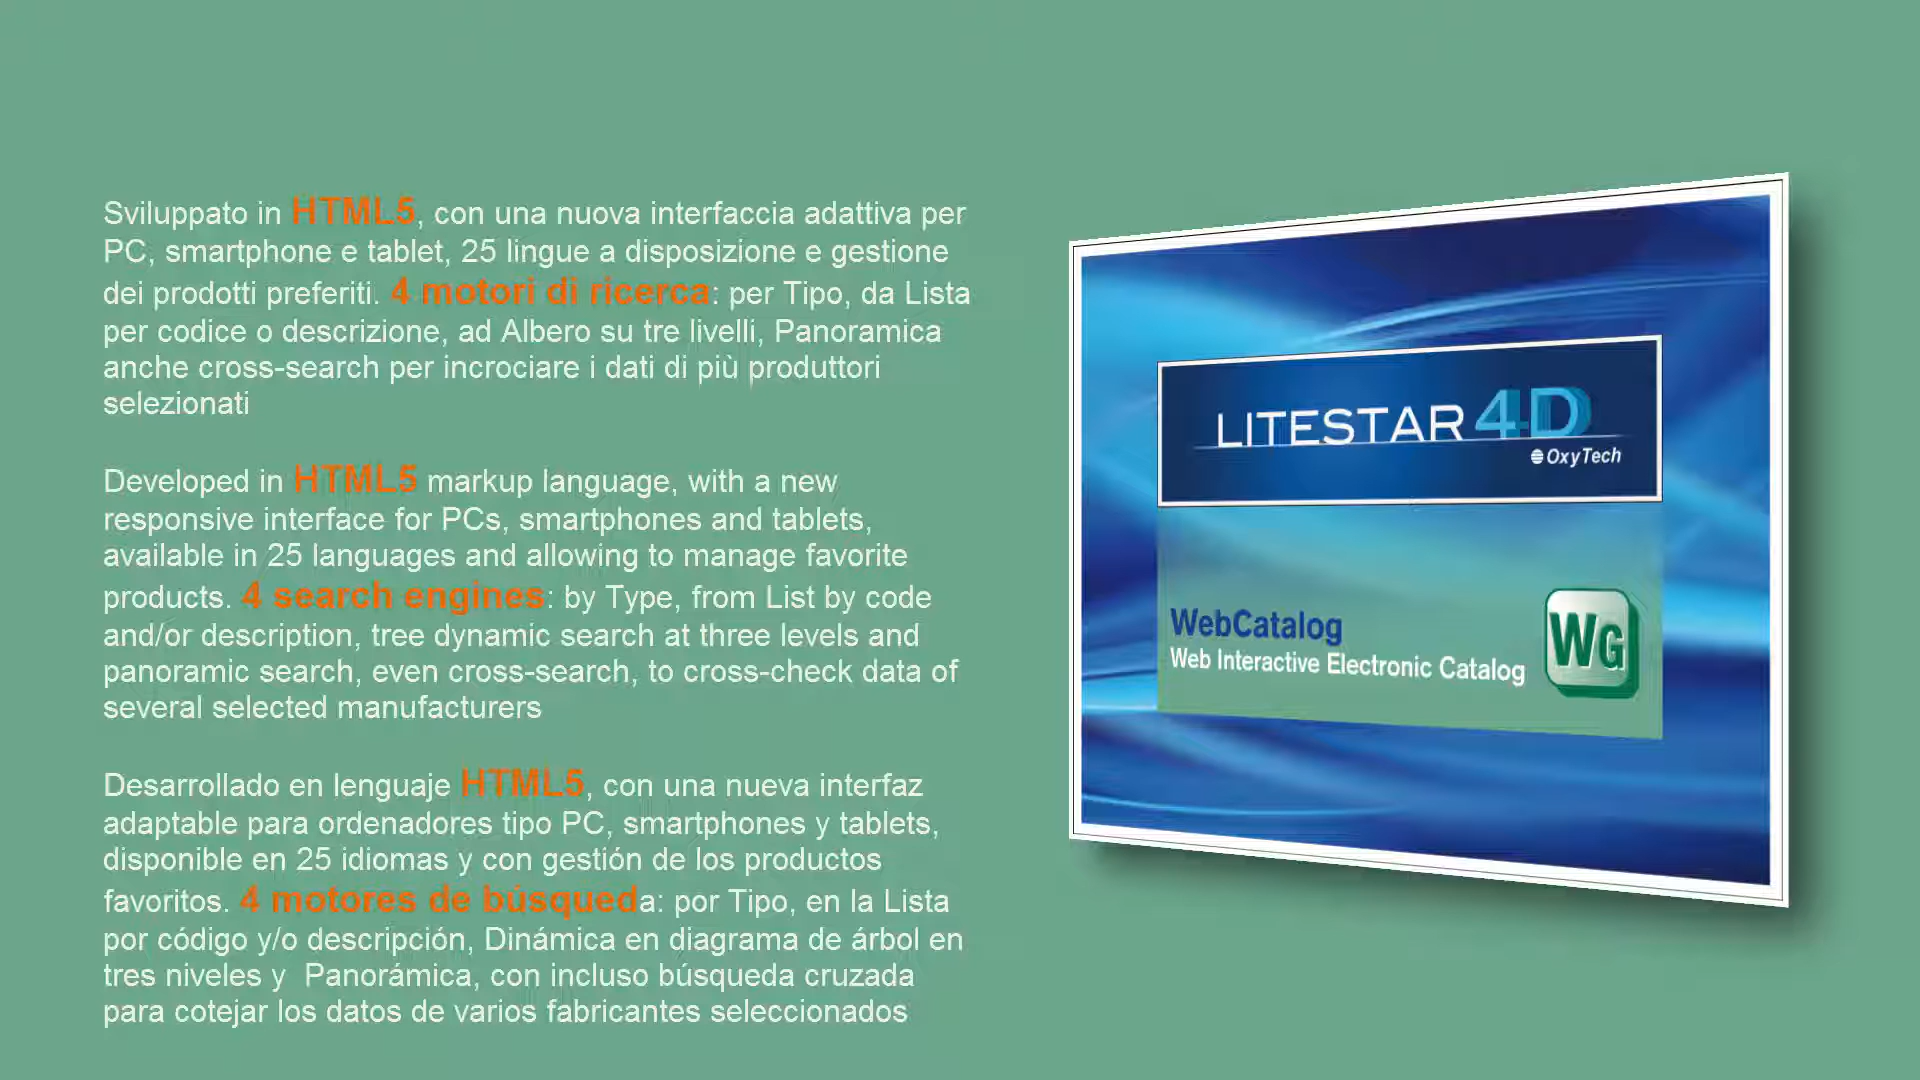 Sviluppato in HTML5, con una nuova interfaccia adattiva per
PC, smartphone e tablet, 25 lingue a disposizione e gestione
dei prodotti preferiti. 4 motori di ricerca: per Tipo, da Lista
per codice o descrizione, ad Albero su tre livelli, Panoramica
anche cross-search per incrociare i dati di più produttori
selezionati
Developed in HTML5 markup language, with a new
responsive interface for PCs, smartphones and tablets,
available in 25 languages and allowing to manage favorite
products. 4 search engines: by Type, from List by code
and/or description, tree dynamic search at three levels and
panoramic search, even cross-search, to cross-check data of
several selected manufacturers
Desarrollado en lenguaje HTML5, con una nueva interfaz
adaptable para ordenadores tipo PC, smartphones y tablets,
disponible en 25 idiomas y con gestión de los productos
favoritos. 4 motores de búsqueda: por Tipo, en la Lista
por código y/o descripción, Dinámica en diagrama de árbol en
tres niveles y  Panorámica, con incluso búsqueda cruzada
para cotejar los datos de varios fabricantes seleccionados
LITESTAR 4D
OxyTech
WebCatalog
Web Interactive Electronic Catalog
WG